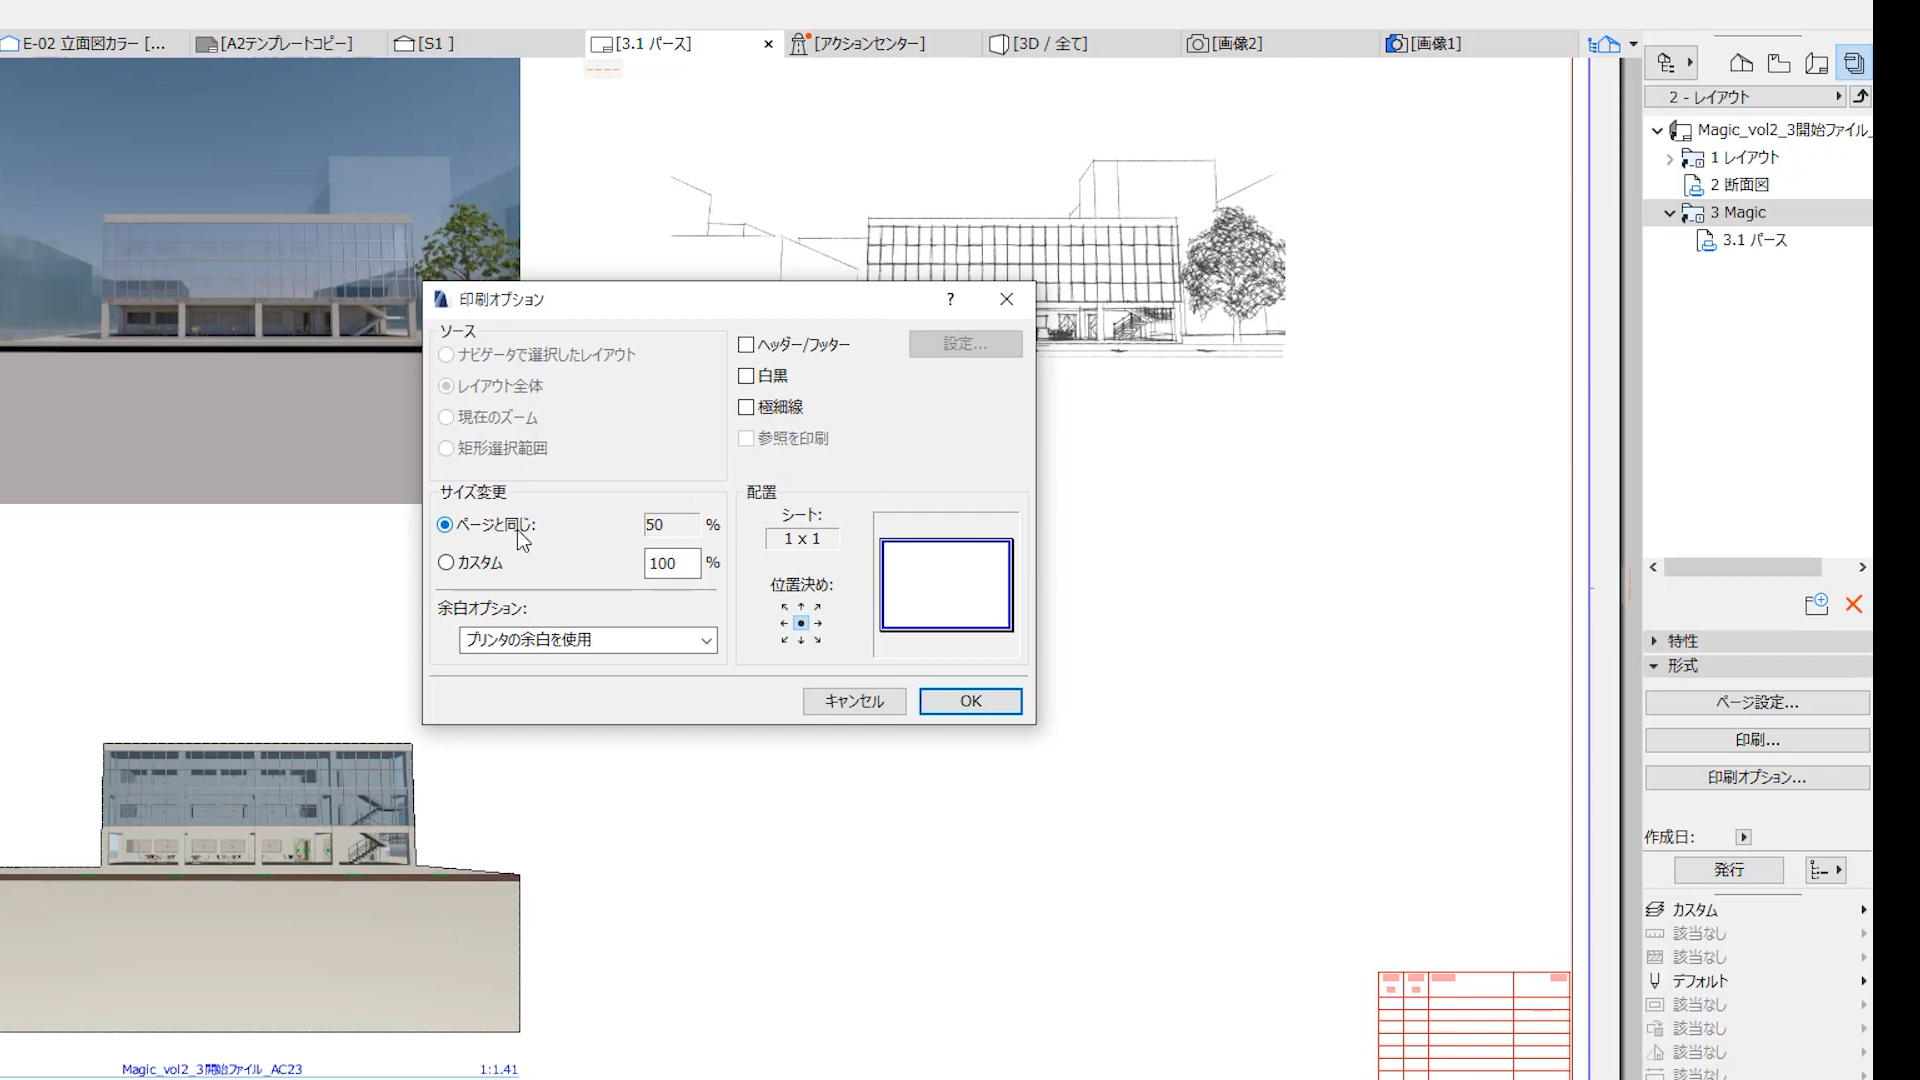 E-02 立面図カラー [...
[A2テンプレートコピー]
[S1 ]
[3.1 パース]
[アクションセンター]
[3D / 全て]
[画像2]
[画像1]
2 - レイアウト
Magic_vol2_3開始ファイル_
1 レイアウト
2 断面図
3 Magic
3.1 パース
印刷オプション
?
ソース
ナビゲータで選択したレイアウト
レイアウト全体
現在のズーム
矩形選択範囲
ヘッダー/フッター
設定...
白黒
極細線
参照を印刷
サイズ変更
ページと同じ:
50 %
カスタム
100 %
余白オプション:
プリンタの余白を使用
配置
シート:
1 x 1
位置決め:
キャンセル
OK
特性
形式
ページ設定...
印刷...
印刷オプション...
作成日:
発行
カスタム
該当なし
該当なし
デフォルト
該当なし
該当なし
該当なし
該当なし
Magic_vol2_3開始ファイル_AC23
1:1.41